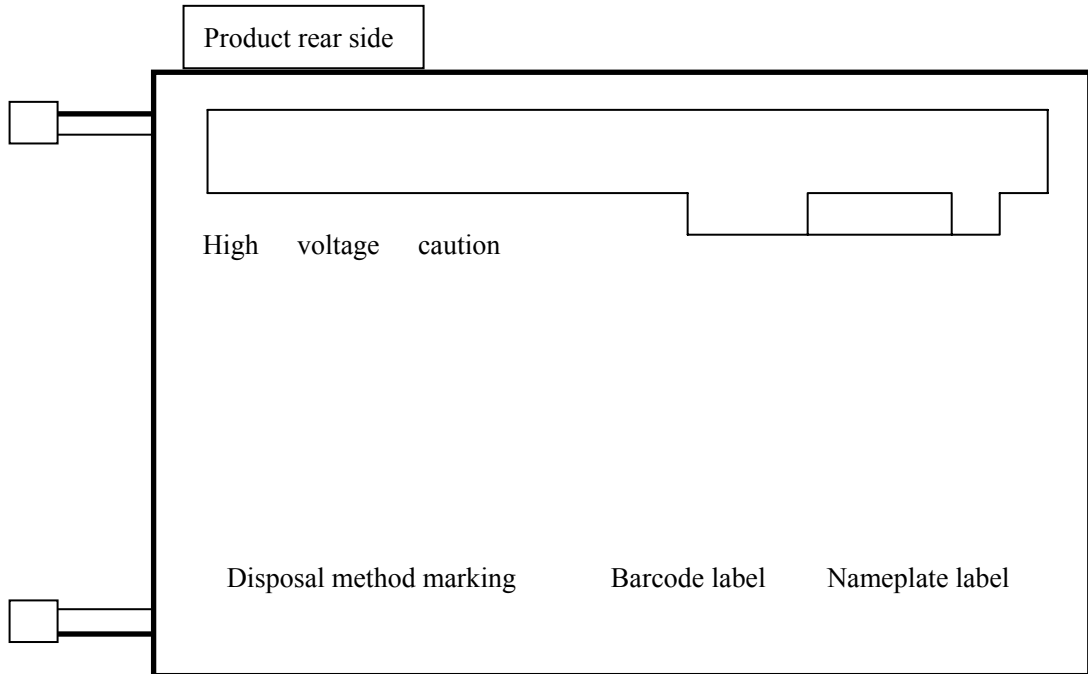 Product rear side
High voltage caution
Disposal method marking Barcode label Nameplate label